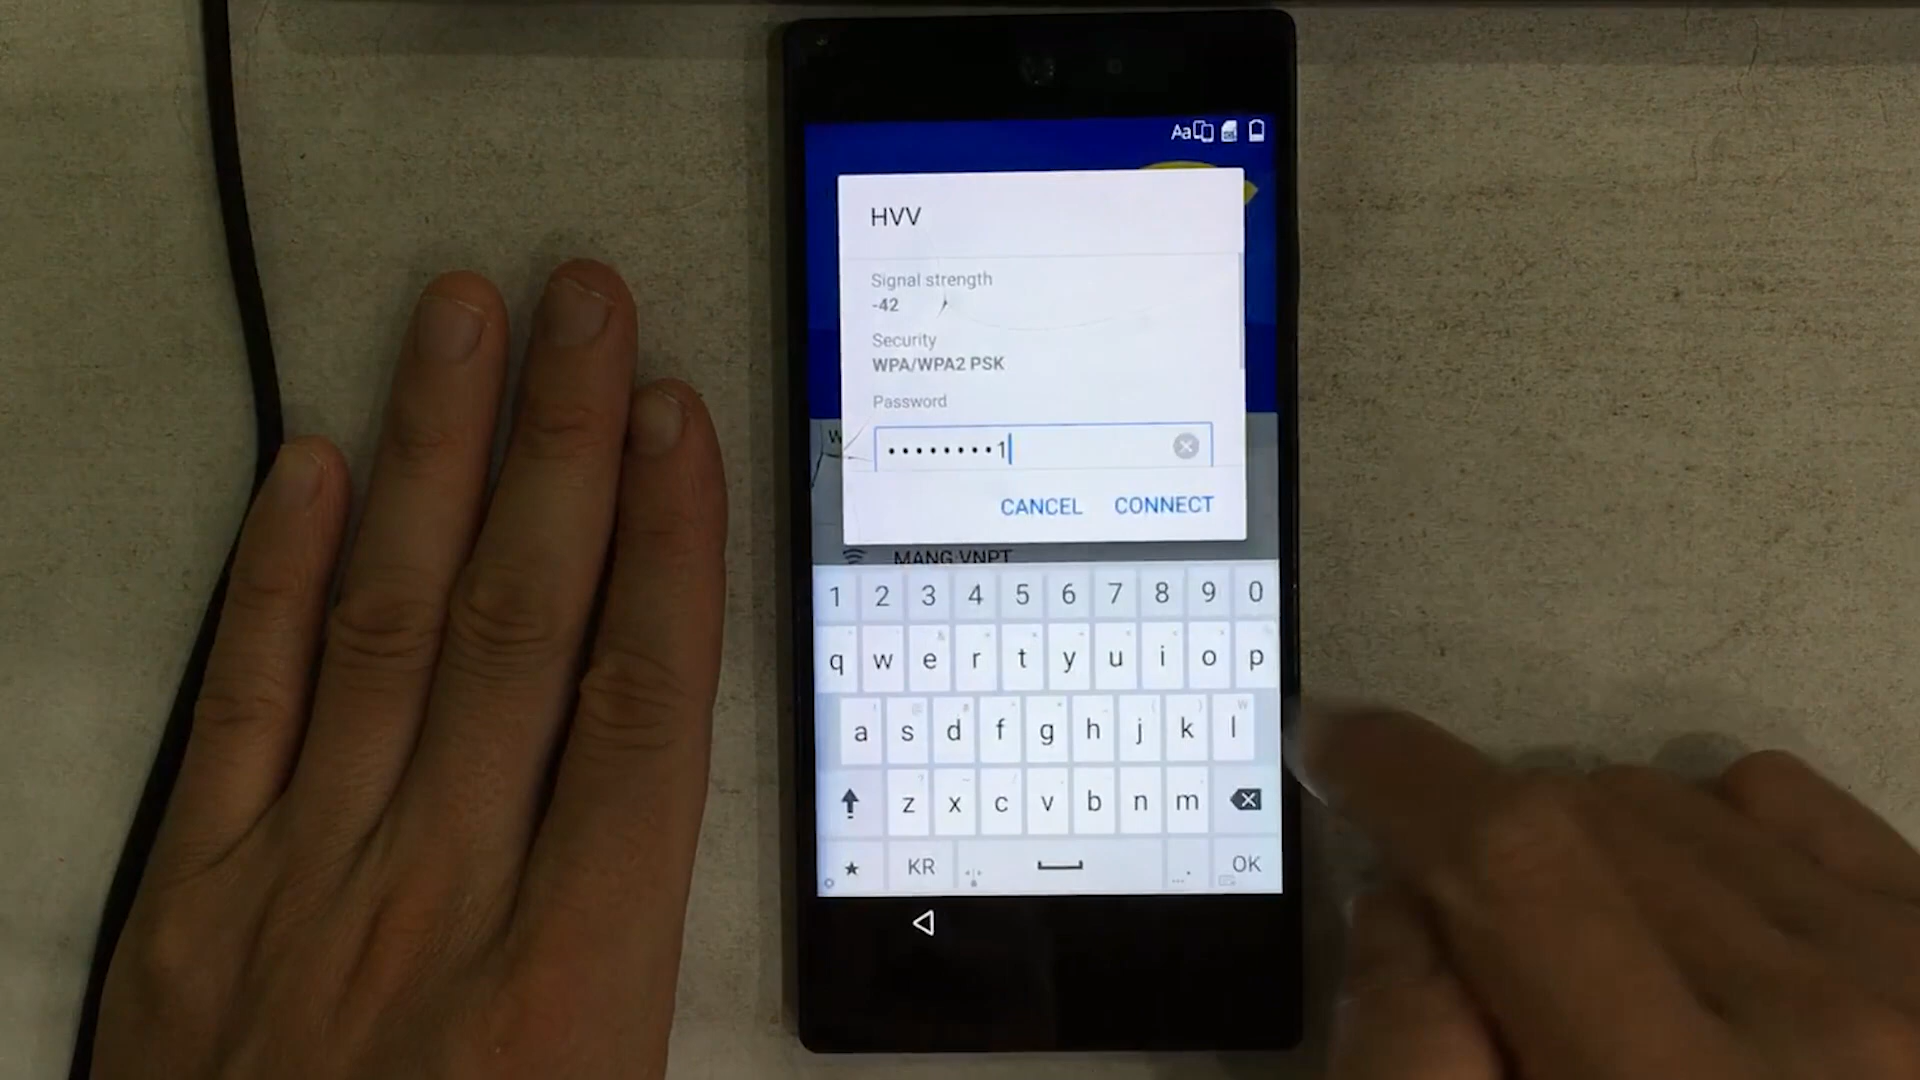 Aa
HVV
Signal strength
-42
Security
WPA/WPA2 PSK
Password
••••••••1
CANCEL CONNECT
MANG VNPT
1 2 3 4 5 6 7 8 9 0
q w e r t y u i o p
a s d f g h j k l
z x c v b n m
KR OK